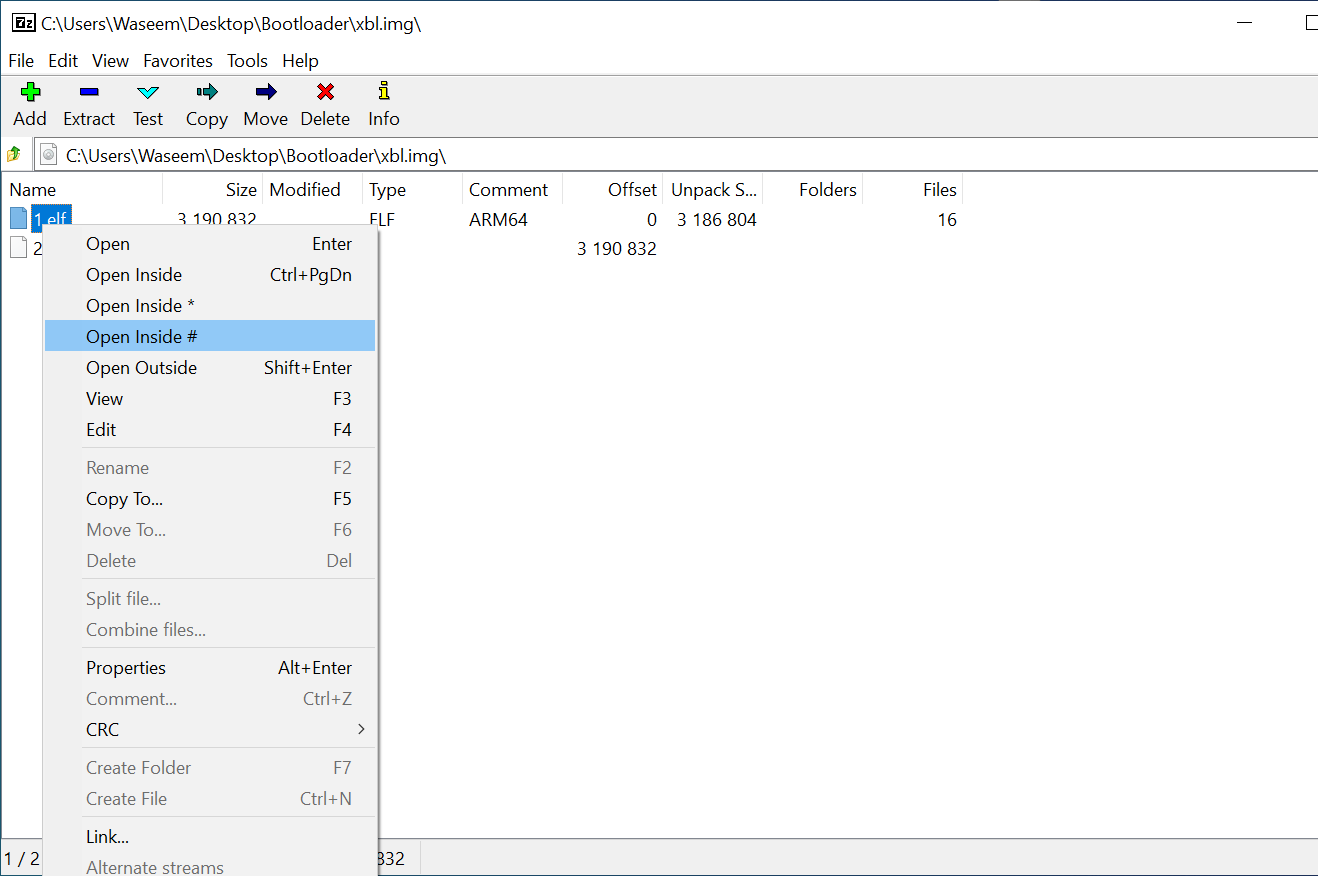 7z C:\Users\Waseem\Desktop\Bootloader\xbl.img\
File Edit View Favorites Tools Help
Add Extract Test Copy Move Delete Info
C:\Users\Waseem\Desktop\Bootloader\xbl.img\
Name Size Modified Type Comment Offset Unpack S... Folders Files
1.elf 3 190 832 ELF ARM64 0 3 186 804 16
2 3 190 832
Open Enter
Open Inside Ctrl+PgDn
Open Inside *
Open Inside #
Open Outside Shift+Enter
View F3
Edit F4
Rename F2
Copy To... F5
Move To... F6
Delete Del
Split file...
Combine files...
Properties Alt+Enter
Comment... Ctrl+Z
CRC
Create Folder F7
Create File Ctrl+N
Link...
1 / 2 832
Alternate streams